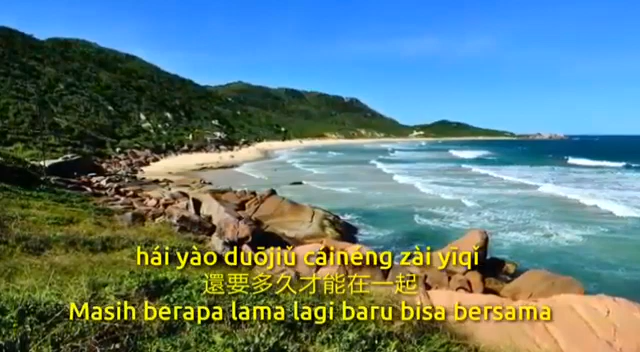 hái yào duōjiǔ cáinéng zài yīqǐ
還要多久才能在一起
Masih berapa lama lagi baru bisa bersama